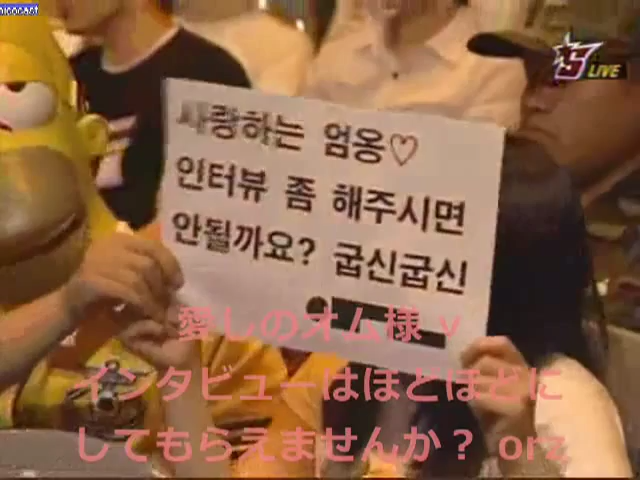 nicocast
S LIVE
사랑하는 엄옹♡
인터뷰 좀 해주시면
안될까요? 굽신굽신
愛しのオム様 v
インタビューはほどほどに
してもらえませんか？ orz